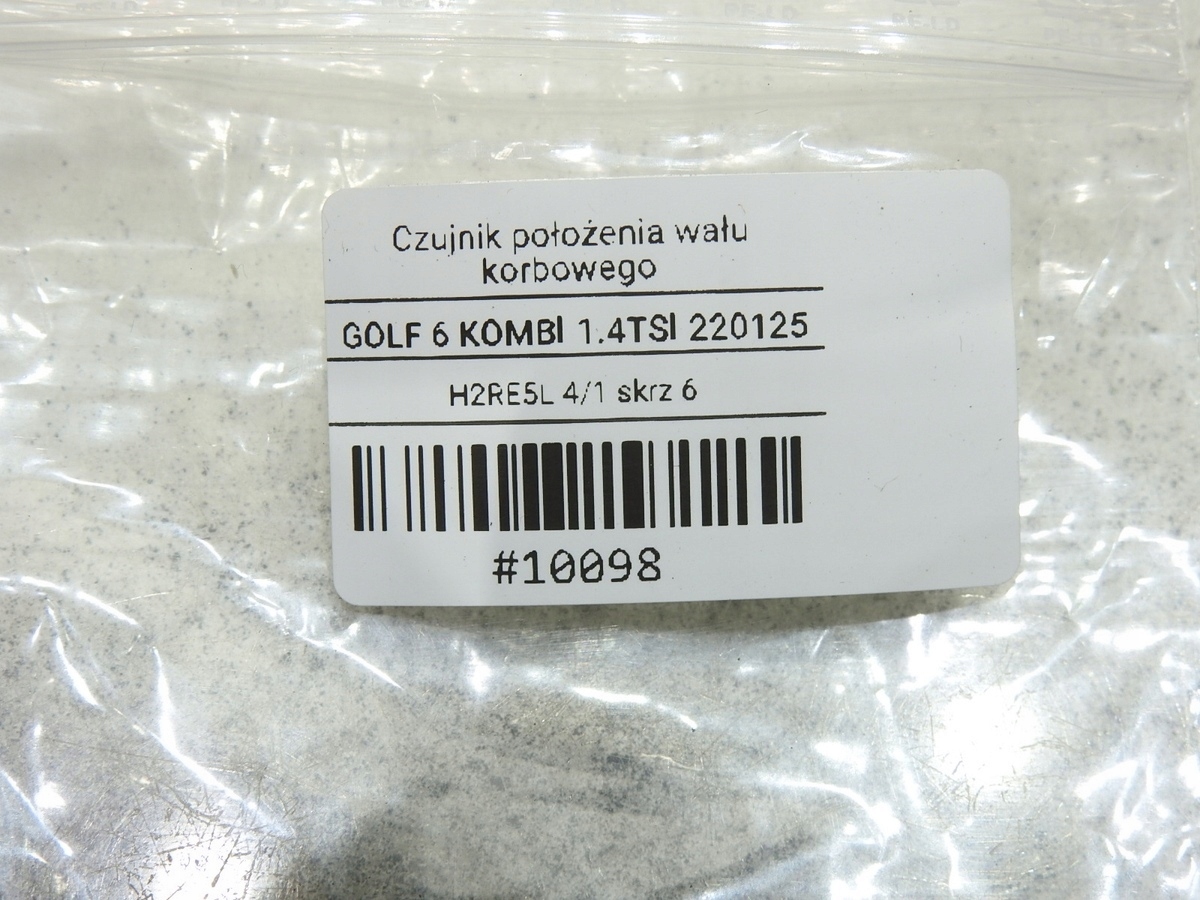 Czujnik położenia wału
korbowego
GOLF 6 KOMBI 1.4TSI 220125
H2RE5L 4/1 skrz 6
#10098